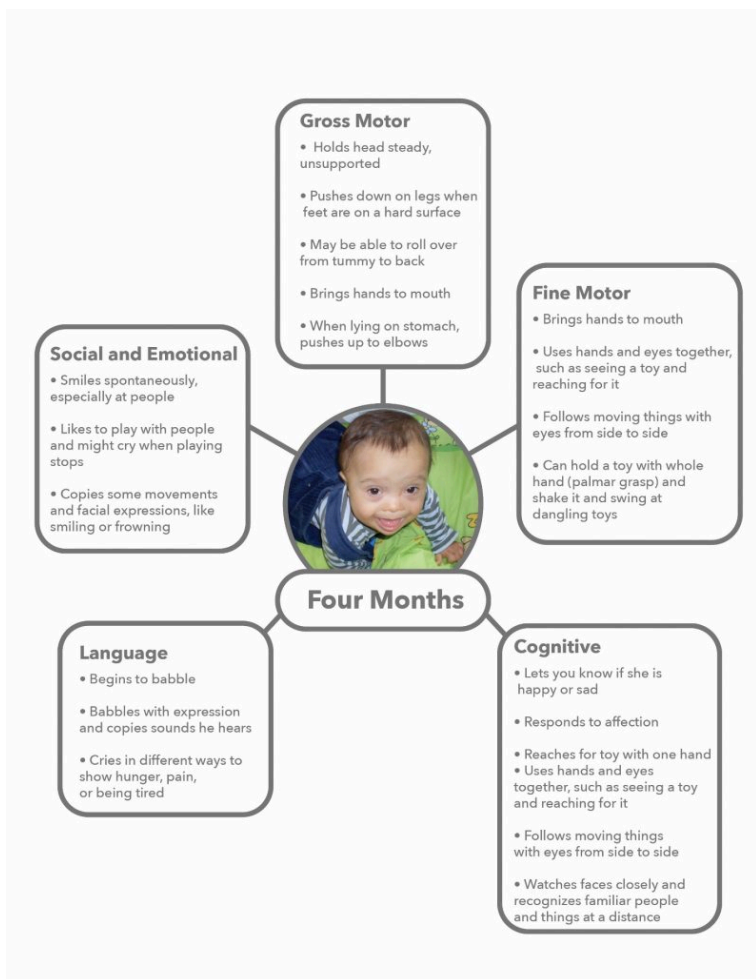 Gross Motor
• Holds head steady,
unsupported
• Pushes down on legs when
feet are on a hard surface
• May be able to roll over
from tummy to back
• Brings hands to mouth
• When lying on stomach,
pushes up to elbows
Fine Motor
• Brings hands to mouth
• Uses hands and eyes together,
such as seeing a toy and
reaching for it
• Follows moving things with
eyes from side to side
• Can hold a toy with whole
hand (palmar grasp) and
shake it and swing at
dangling toys
Social and Emotional
• Smiles spontaneously,
especially at people
• Likes to play with people
and might cry when playing
stops
• Copies some movements
and facial expressions, like
smiling or frowning
Four Months
Language
• Begins to babble
• Babbles with expression
and copies sounds he hears
• Cries in different ways to
show hunger, pain,
or being tired
Cognitive
• Lets you know if she is
happy or sad
• Responds to affection
• Reaches for toy with one hand
• Uses hands and eyes
together, such as seeing a toy
and reaching for it
• Follows moving things
with eyes from side to side
• Watches faces closely and
recognizes familiar people
and things at a distance